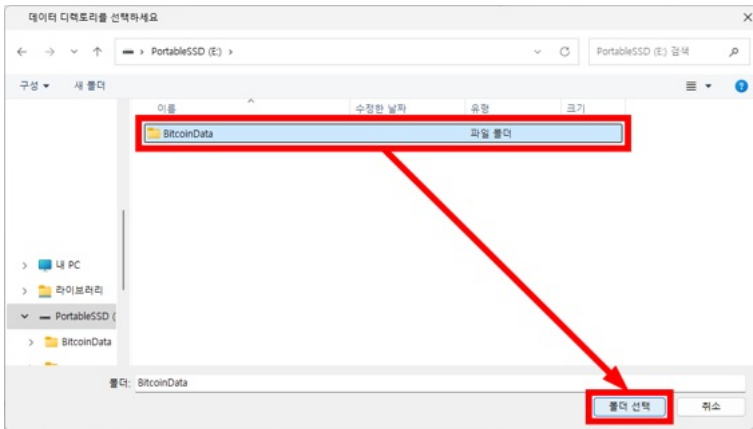 데이터 디렉토리를 선택하세요
PortableSSD (E:)
PortableSSD (E:) 검색
구성
새 폴더
이름 수정한 날짜 유형 크기
BitcoinData 파일 폴더
내 PC
라이브러리
PortableSSD (
BitcoinData
폴더: BitcoinData
폴더 선택 취소